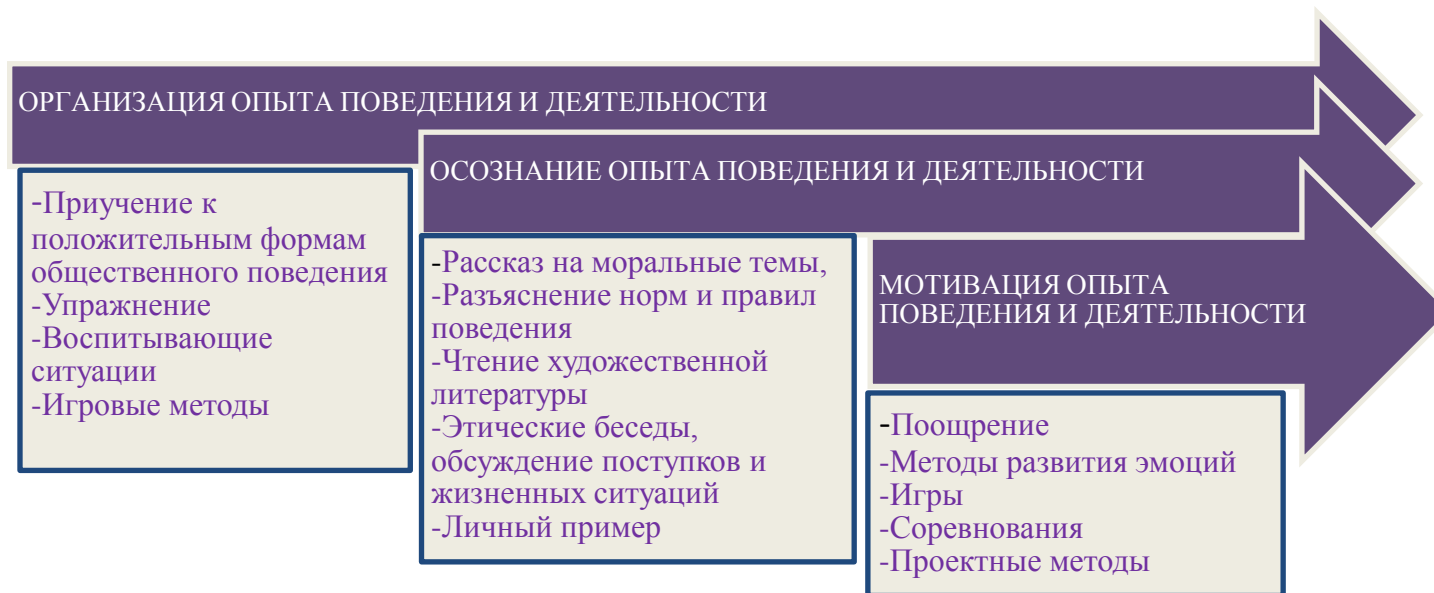 ОРГАНИЗАЦИЯ ОПЫТА ПОВЕДЕНИЯ И ДЕЯТЕЛЬНОСТИ
-Приучение к
положительным формам
общественного поведения
-Упражнение
-Воспитывающие
ситуации
-Игровые методы
ОСОЗНАНИЕ ОПЫТА ПОВЕДЕНИЯ И ДЕЯТЕЛЬНОСТИ
-Рассказ на моральные темы,
-Разъяснение норм и правил
поведения
-Чтение художественной
литературы
-Этические беседы,
обсуждение поступков и
жизненных ситуаций
-Личный пример
МОТИВАЦИЯ ОПЫТА
ПОВЕДЕНИЯ И ДЕЯТЕЛЬНОСТИ
-Поощрение
-Методы развития эмоций
-Игры
-Соревнования
-Проектные методы